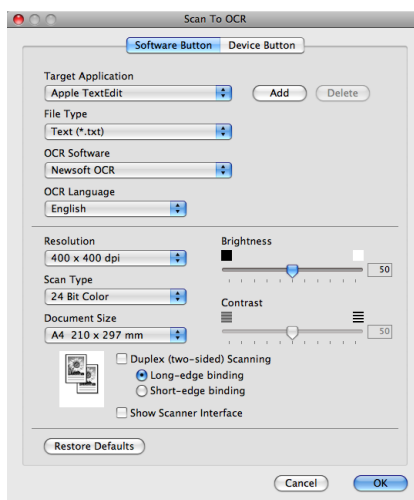 Scan To OCR
Software Button Device Button
Target Application
Apple TextEdit Add Delete
File Type
Text (*.txt)
OCR Software
Newsoft OCR
OCR Language
English
Resolution Brightness
400 x 400 dpi 50
Scan Type
24 Bit Color Contrast
Document Size
A4 210 x 297 mm 50
Duplex (two-sided) Scanning
Long-edge binding
Short-edge binding
Show Scanner Interface
Restore Defaults
Cancel OK